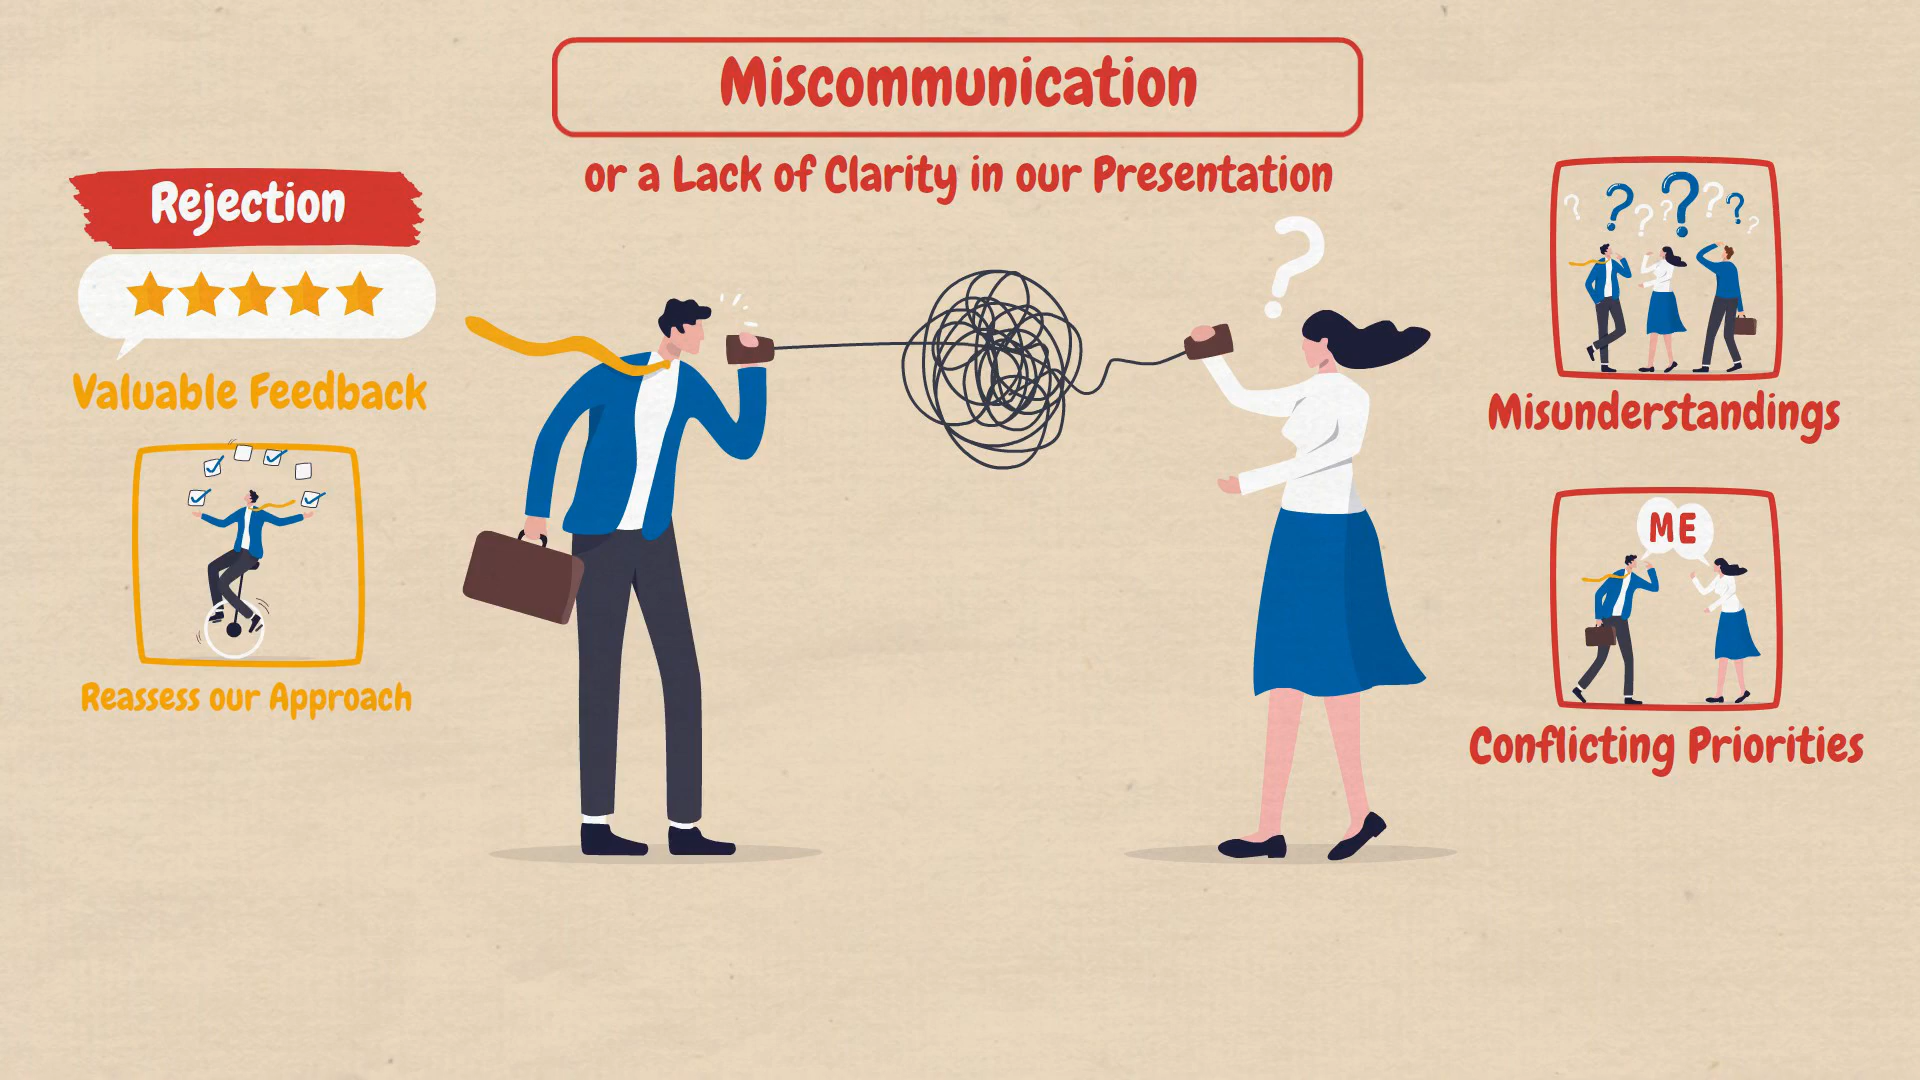 Miscommunication
or a Lack of Clarity in our Presentation
Rejection
Valuable Feedback
Reassess our Approach
Misunderstandings
ME
Conflicting Priorities